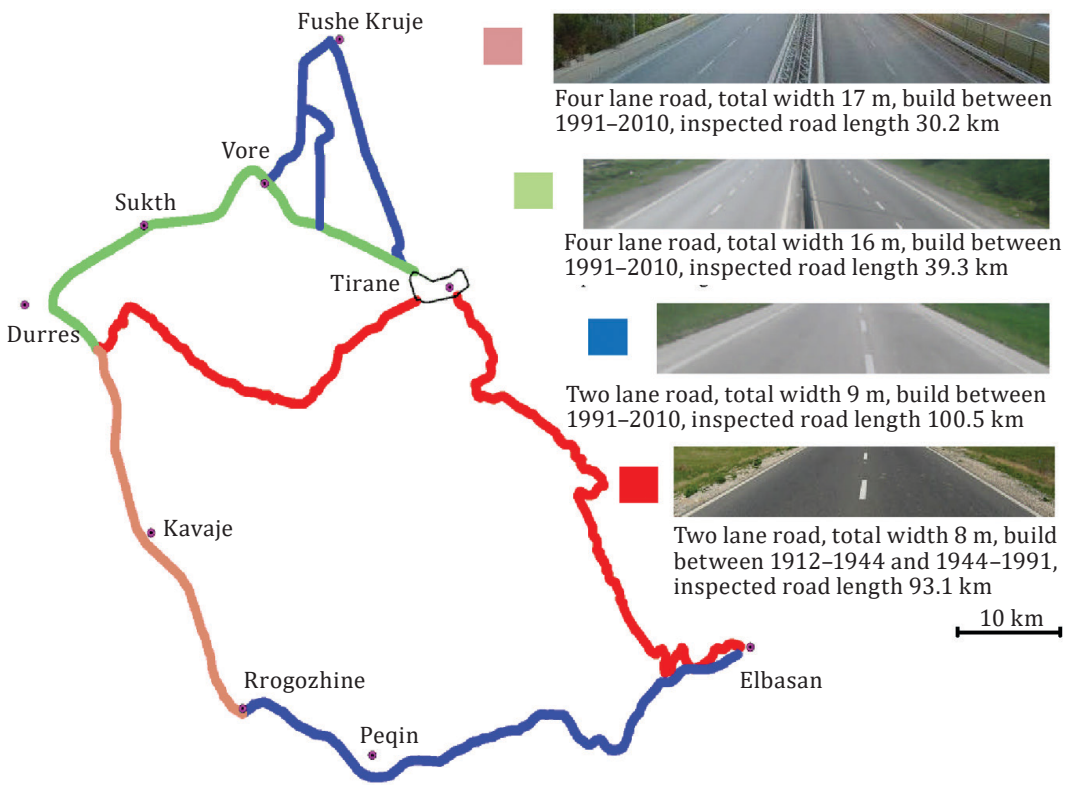 Fushe Kruje
Four lane road, total width 17 m, build between
1991–2010, inspected road length 30.2 km
Vore
Sukth
Four lane road, total width 16 m, build between
1991–2010, inspected road length 39.3 km
Tirane
Durres
Two lane road, total width 9 m, build between
1991–2010, inspected road length 100.5 km
Kavaje
Two lane road, total width 8 m, build
between 1912–1944 and 1944–1991,
inspected road length 93.1 km
10 km
Elbasan
Rrogozhine
Peqin